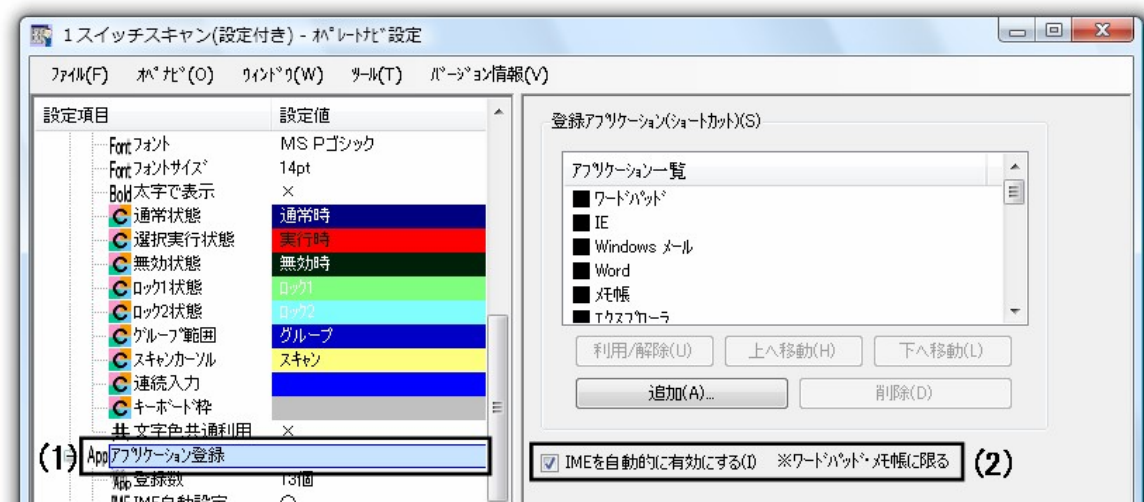 1スイッチスキャン(設定付き) - ｵﾍﾟﾚｰﾄﾅﾋﾞ設定
ﾌｧｲﾙ(F) ｵﾍﾟﾅﾋﾞ(O) ｳｨﾝﾄﾞｳ(W) ﾂｰﾙ(T) ﾊﾞｰｼﾞｮﾝ情報(V)
設定項目 設定値
Font ﾌｫﾝﾄ MS Pゴシック
Font ﾌｫﾝﾄｻｲｽﾞ 14pt
Bold 太字で表示 ×
C 通常状態 通常時
C 選択実行状態 実行時
C 無効状態 無効時
C ﾛｯｸ1状態 ﾛｯｸ1
C ﾛｯｸ2状態 ﾛｯｸ2
C ｸﾞﾙｰﾌﾟ範囲 グループ
C ｽｷｬﾝｶｰｿﾙ スキャン
C 連続入力
C ｷｰﾎﾞｰﾄﾞ枠
共 文字色共通利用 ×
(1) App ｱﾌﾟﾘｹｰｼｮﾝ登録
App 登録数 13個
IME IME自動設定 ○
登録ｱﾌﾟﾘｹｰｼｮﾝ(ｼｮｰﾄｶｯﾄ)(S)
ｱﾌﾟﾘｹｰｼｮﾝ一覧
ﾜｰﾄﾞﾊﾟｯﾄﾞ
IE
Windows ﾒｰﾙ
Word
ﾒﾓ帳
ｴｸｽﾌﾟﾛｰﾗ
利用/解除(U) 上へ移動(H) 下へ移動(L)
追加(A)... 削除(D)
IMEを自動的に有効にする(I) ※ﾜｰﾄﾞﾊﾟｯﾄﾞ･ﾒﾓ帳に限る (2)